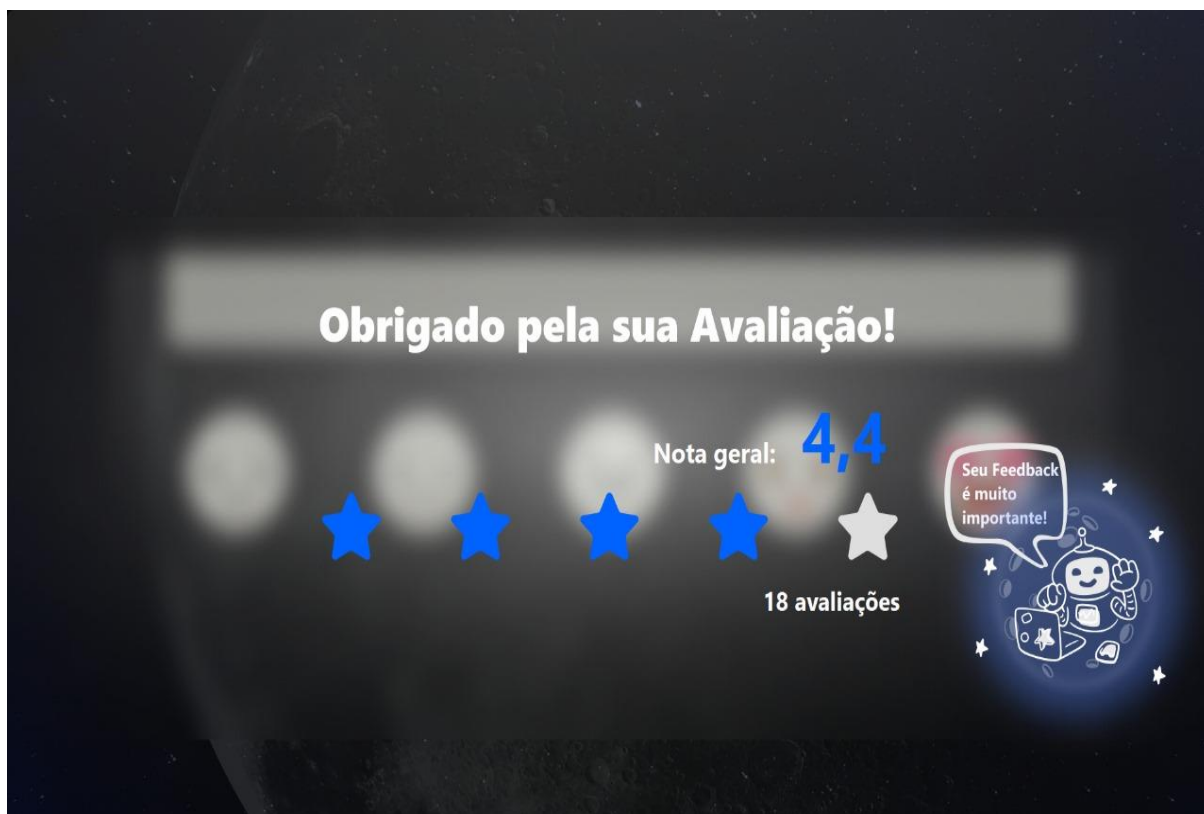 Obrigado pela sua Avaliação!
Nota geral: 4,4
Seu Feedback
é muito
importante!
18 avaliações